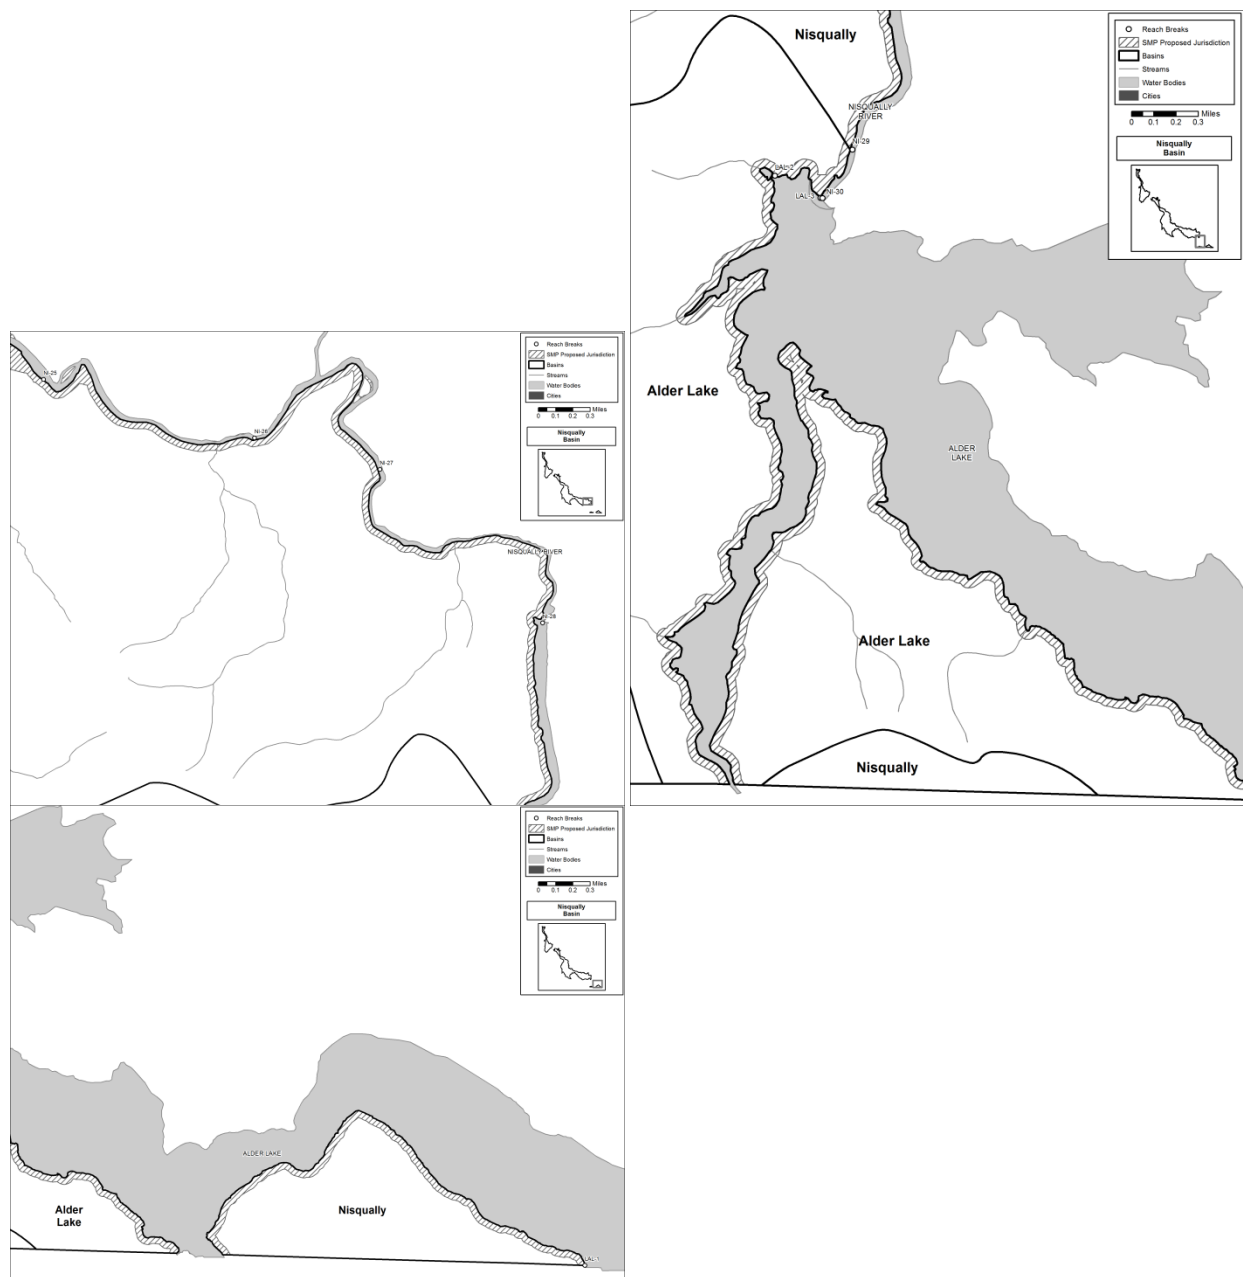 Nisqually
NISQUALLY
RIVER
NI-29
LAL-2
LAL-3
NI-30
Alder Lake
ALDER
LAKE
Alder Lake
Nisqually
Reach Breaks
SMP Proposed Jurisdiction
Basins
Streams
Water Bodies
Cities
Miles
0 0.1 0.2 0.3
Nisqually
Basin
NI-25
NI-26
NI-27
NISQUALLY RIVER
Reach Breaks
SMP Proposed Jurisdiction
Basins
Streams
Water Bodies
Cities
Miles
0 0.1 0.2 0.3
Nisqually
Basin
ALDER LAKE
Alder
Lake
Nisqually
LAL-1
Reach Breaks
SMP Proposed Jurisdiction
Basins
Streams
Water Bodies
Cities
Miles
0 0.1 0.2 0.3
Nisqually
Basin